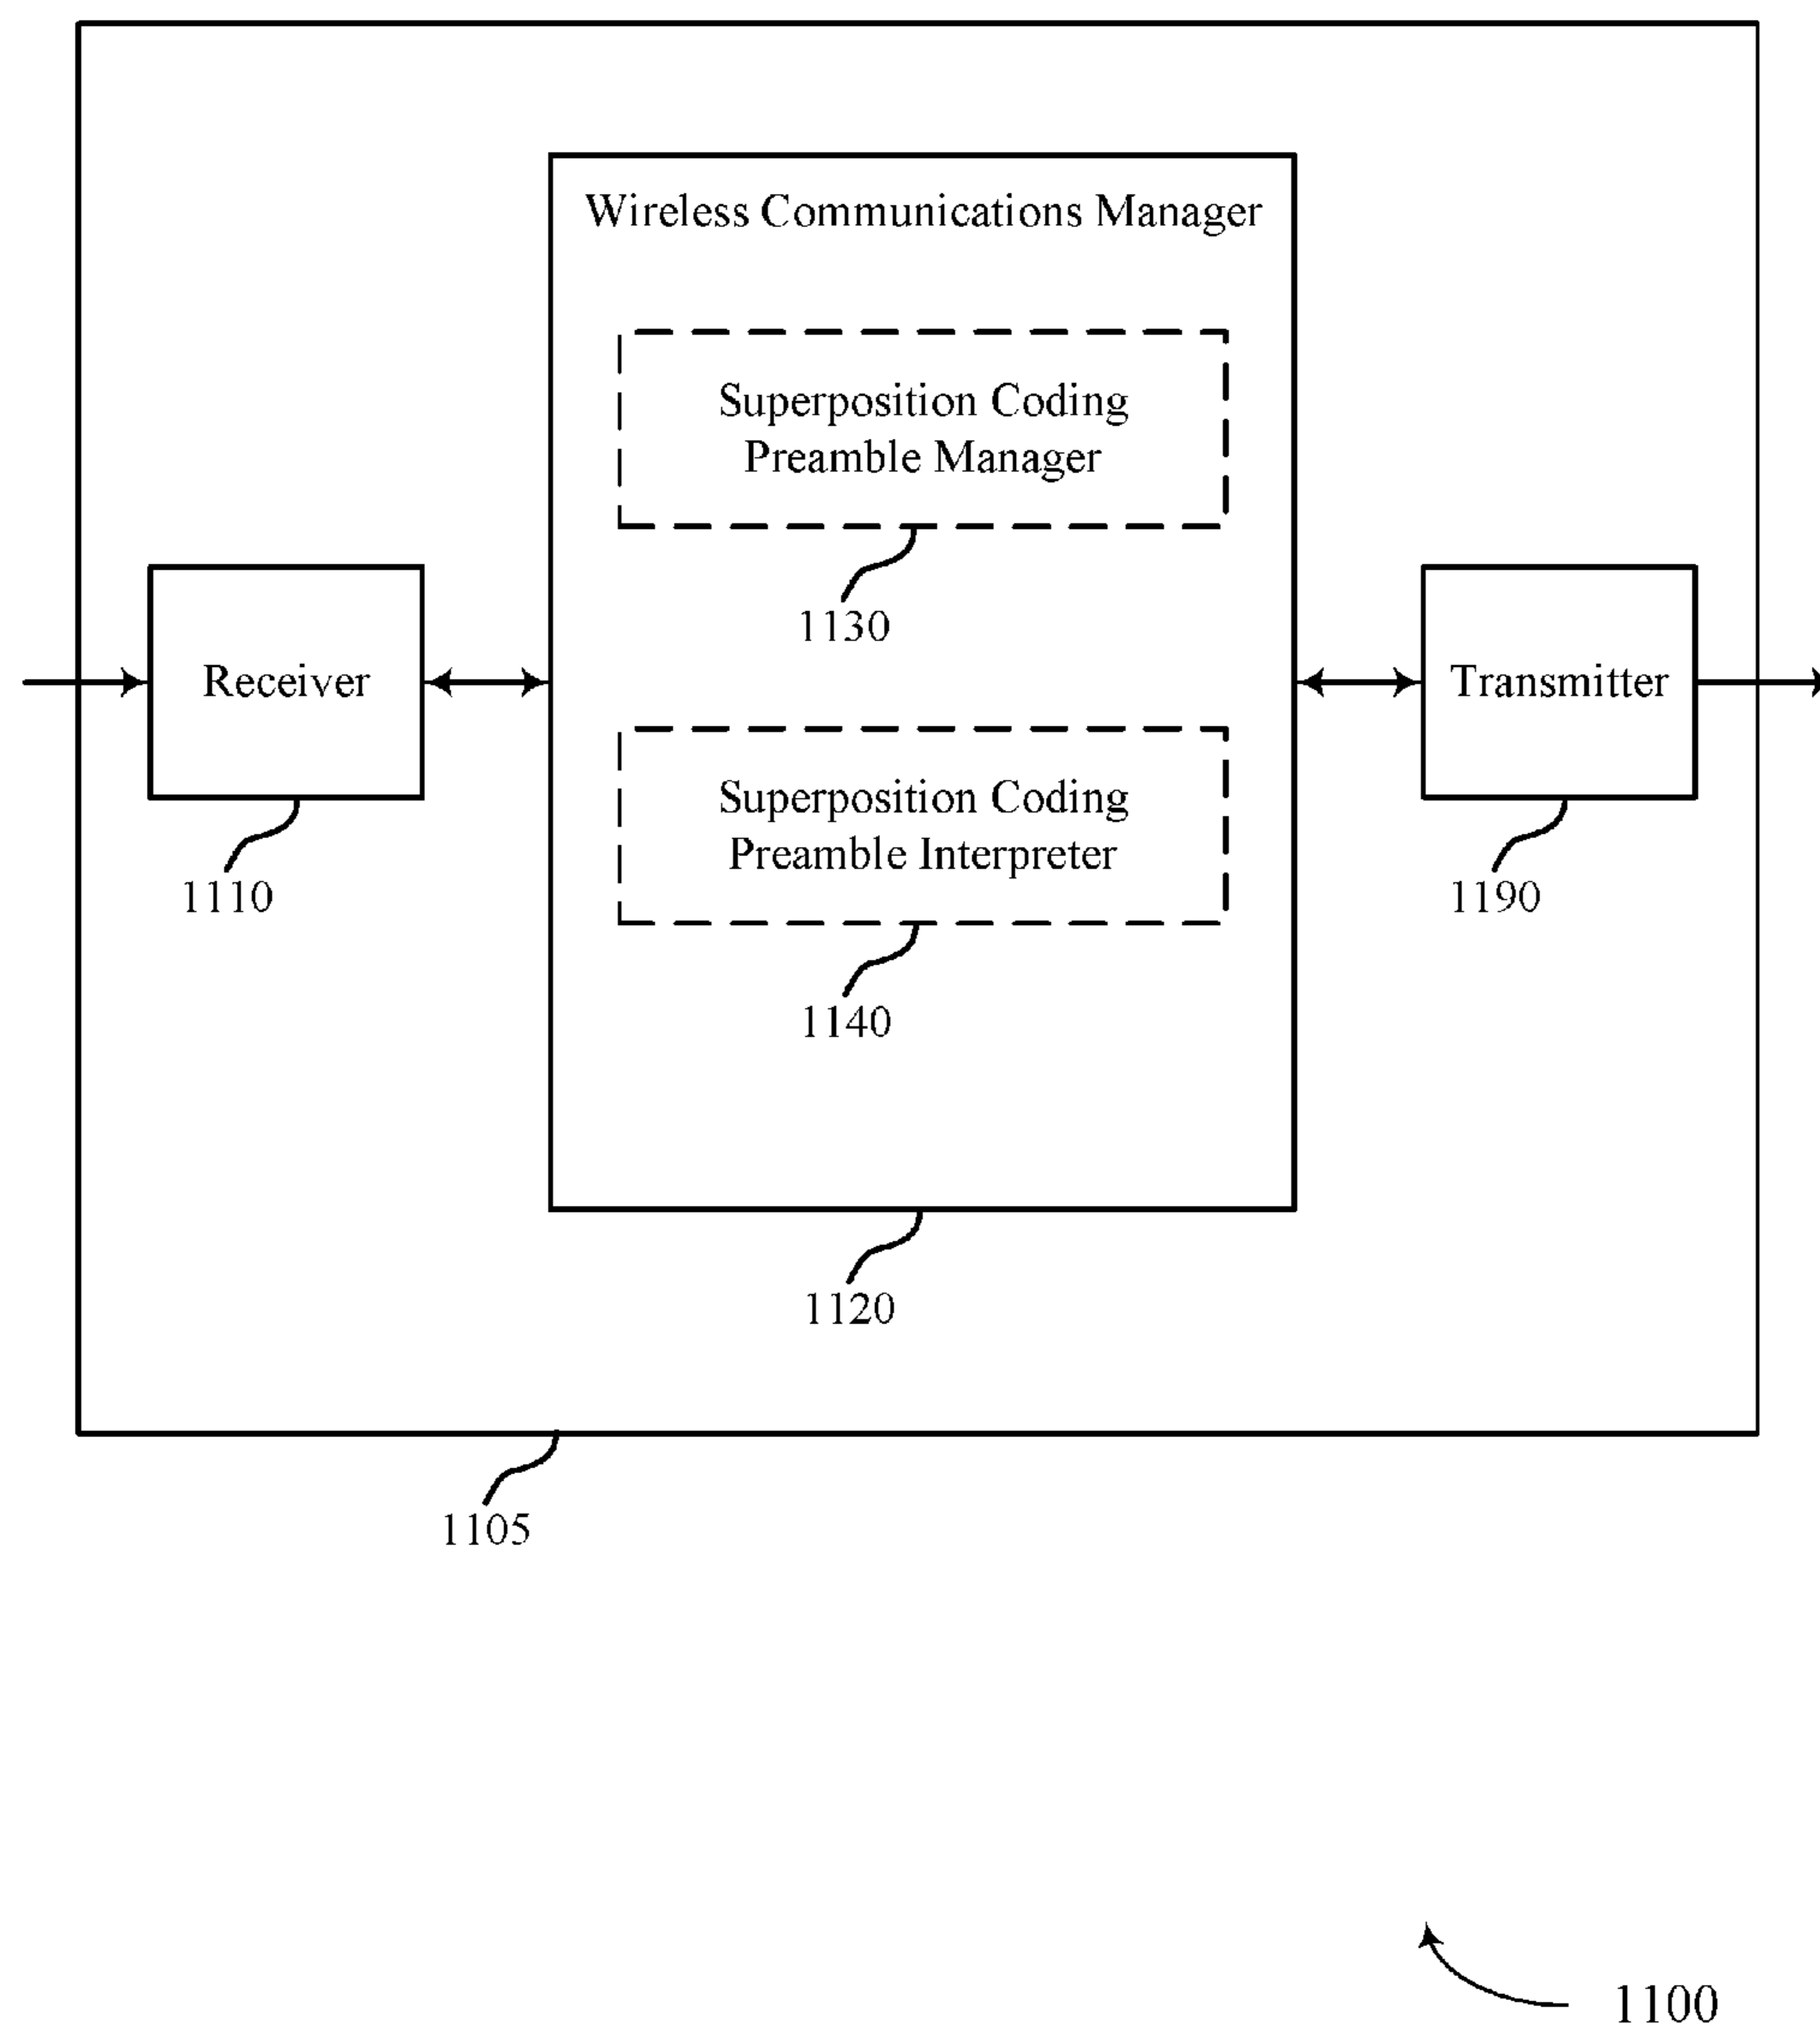 Wireless Communications Manager
Superposition Coding
Preamble Manager
1130
Receiver
Transmitter
Superposition Coding
Preamble Interpreter
1110
1190
1140
1120
1105
1100